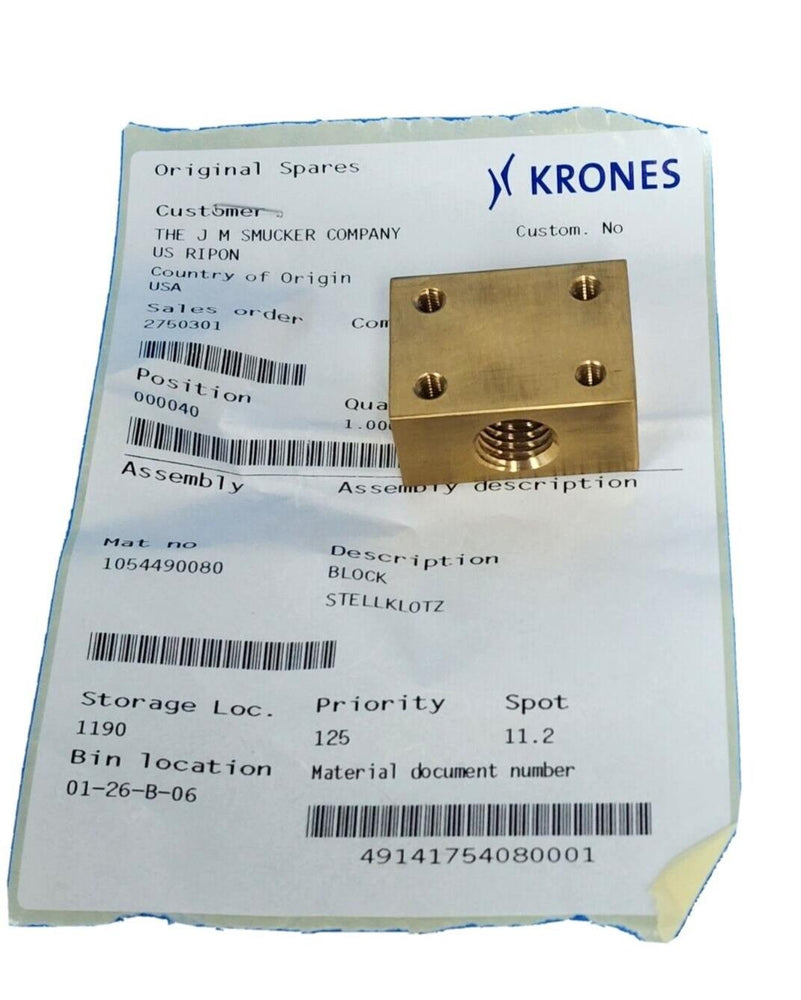 Original Spares
KRONES
Customer
THE J M SMUCKER COMPANY
Custom. No
US RIPON
Country of Origin
USA
Sales order
2750301
Position
000040
Assembly
Assembly description
Mat no
1054490080
Description
BLOCK
STELLKLOTZ
Storage Loc.
1190
Priority
125
Spot
11.2
Bin location
01-26-B-06
Material document number
49141754080001